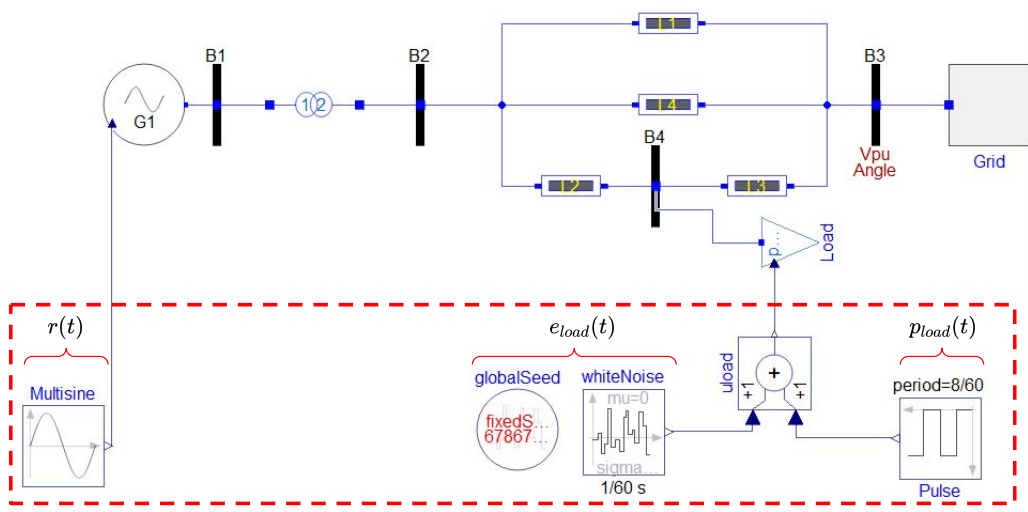 L1
B1
B2
B3
1 2
L4
G1
B4
Vpu
Angle
Grid
L2
L3
p...
Load
r(t)
e_load(t)
p_load(t)
globalSeed
whiteNoise
uload
+
+1
+1
period=8/60
Multisine
mu=0
fixedS...
67867...
sigma...
1/60 s
Pulse